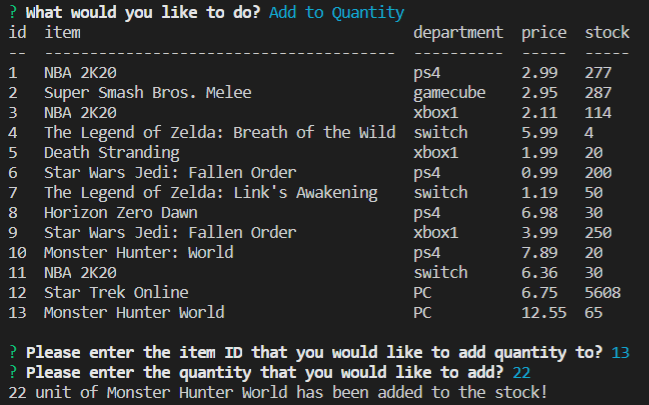 ? What would you like to do? Add to Quantity
id  item                                     department  price  stock
--  ---------------------------------------  ----------  -----  -----
1   NBA 2K20                                 ps4         2.99   277
2   Super Smash Bros. Melee                  gamecube    2.95   287
3   NBA 2K20                                 xbox1       2.11   114
4   The Legend of Zelda: Breath of the Wild  switch      5.99   4
5   Death Stranding                          xbox1       1.99   20
6   Star Wars Jedi: Fallen Order             ps4         0.99   200
7   The Legend of Zelda: Link's Awakening    switch      1.19   50
8   Horizon Zero Dawn                        ps4         6.98   30
9   Star Wars Jedi: Fallen Order             xbox1       3.99   250
10  Monster Hunter: World                    ps4         7.89   20
11  NBA 2K20                                 switch      6.36   30
12  Star Trek Online                         PC          6.75   5608
13  Monster Hunter World                     PC          12.55  65
? Please enter the item ID that you would like to add quantity to? 13
? Please enter the quantity that you would like to add? 22
22 unit of Monster Hunter World has been added to the stock!